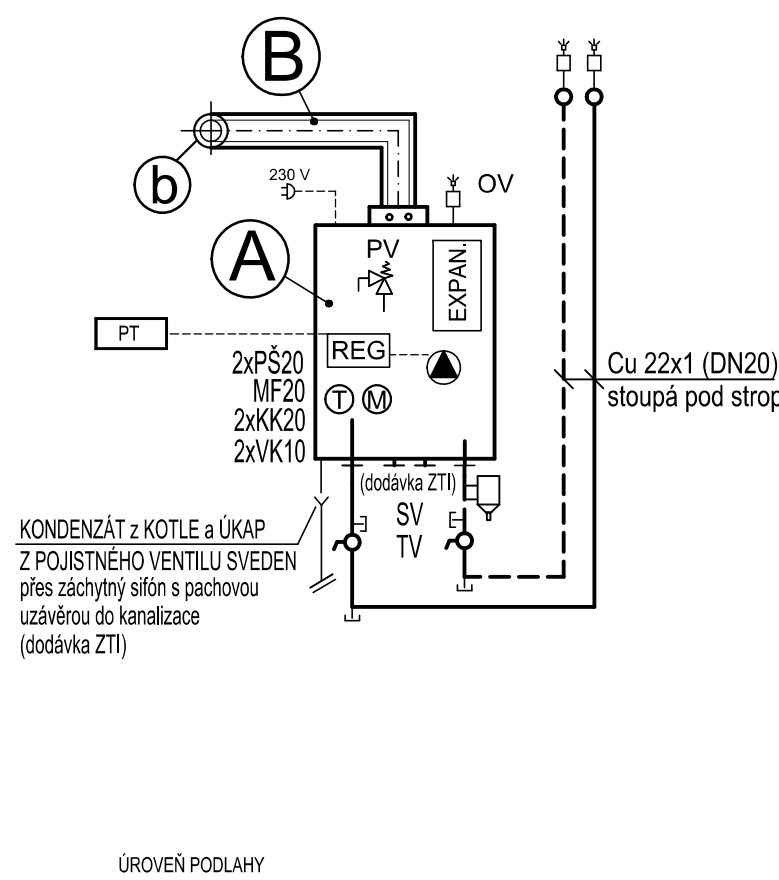 B
b
230 V
OV
A
PV
EXPAN.
PT
REG
2xPŠ20
MF20
2xKK20
2xVK10
T
M
Cu 22x1 (DN20)
stoupá pod strop
(dodávka ZTI)
SV
TV
KONDENZÁT z KOTLE a ÚKAP
Z POJISTNÉHO VENTILU SVEDEN
přes záchytný sifón s pachovou
uzávěrou do kanalizace
(dodávka ZTI)
ÚROVEŇ PODLAHY